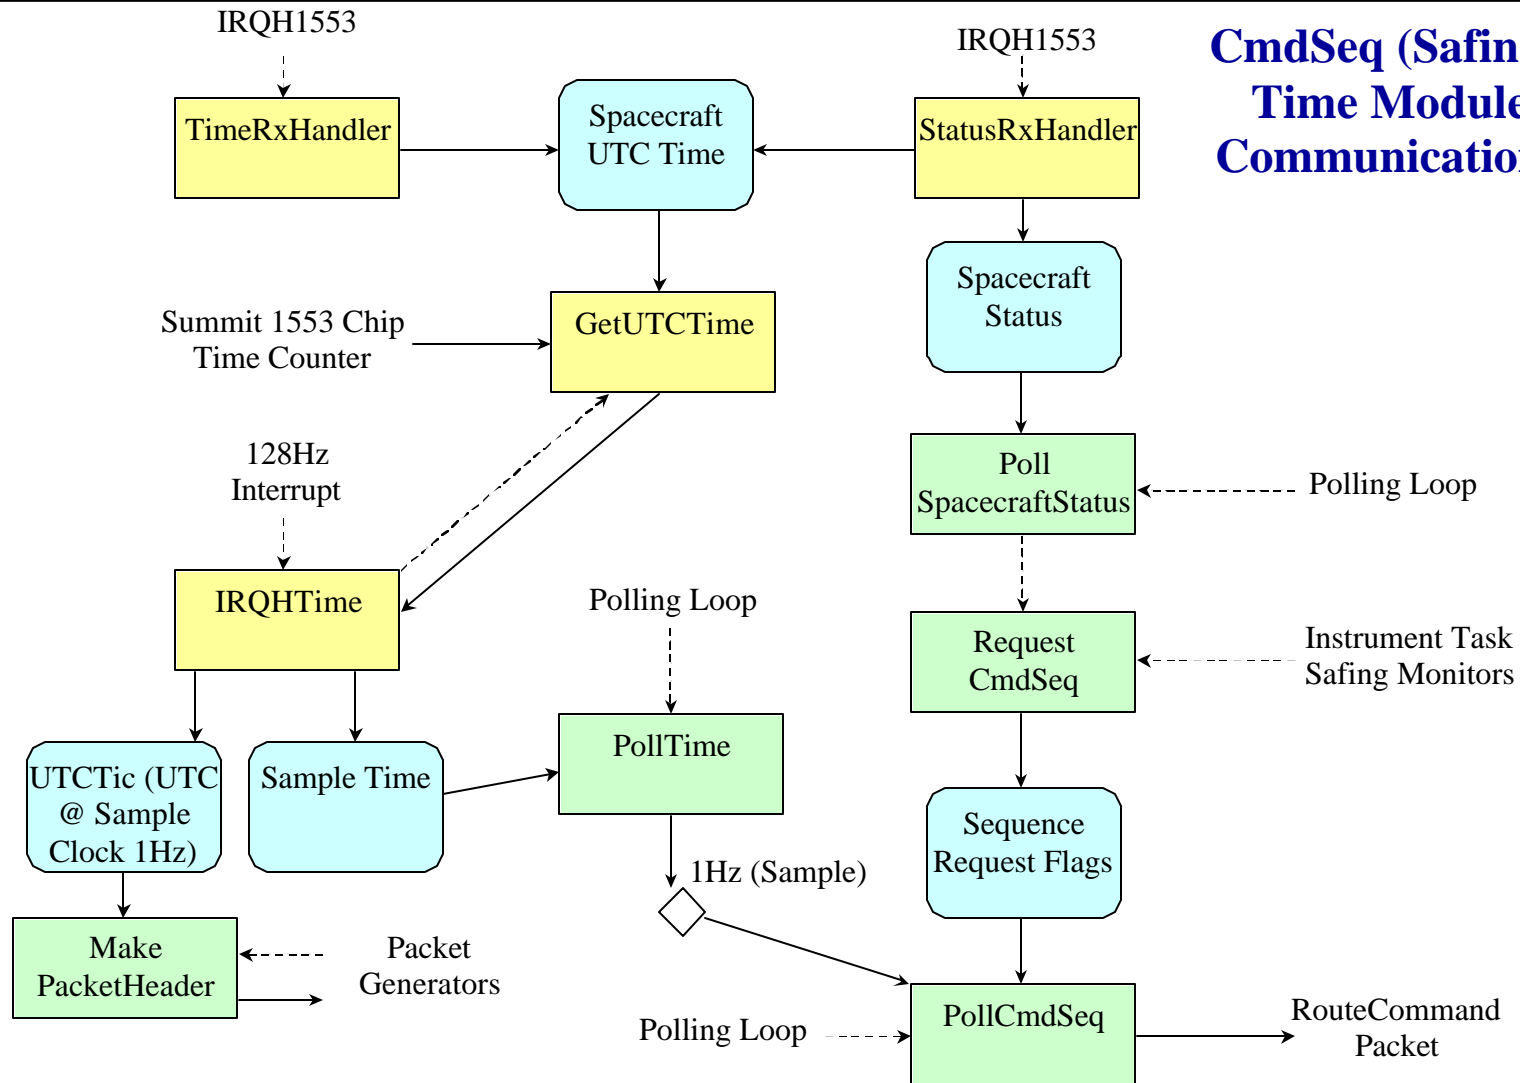 IRQH1553
IRQH1553
CmdSeq (Safin
Time Module
Communication
TimeRxHandler
Spacecraft
UTC Time
StatusRxHandler
Spacecraft
Status
Summit 1553 Chip
Time Counter
GetUTCTime
128Hz
Interrupt
Poll
SpacecraftStatus
Polling Loop
IRQHTime
Polling Loop
Request
CmdSeq
Instrument Task
Safing Monitors
UTCTic (UTC
@ Sample
Clock 1Hz)
Sample Time
PollTime
1Hz (Sample)
Sequence
Request Flags
Make
PacketHeader
Packet
Generators
Polling Loop
PollCmdSeq
RouteCommand
Packet